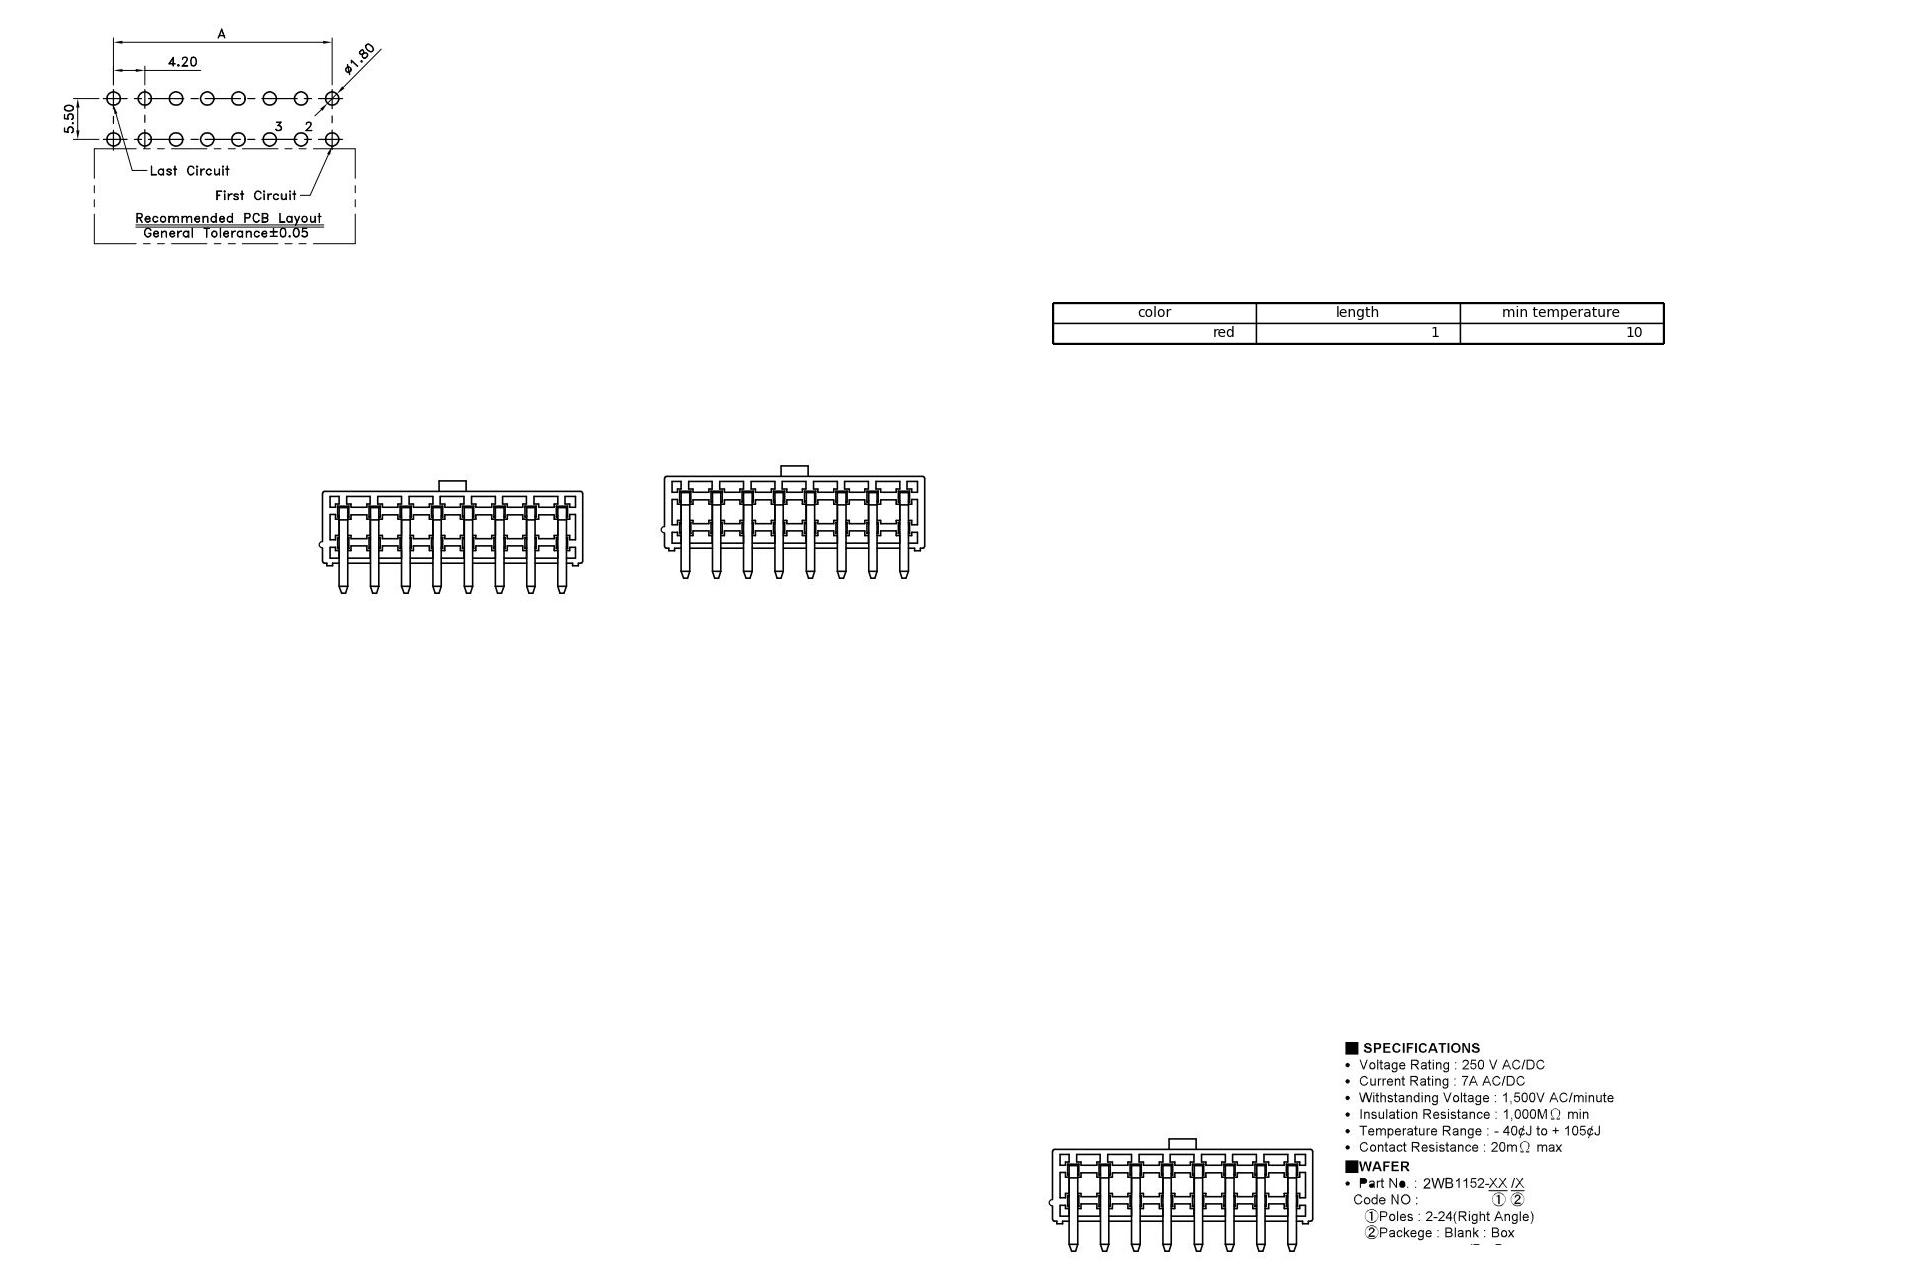 A
4.20
ø1.80
5.50
3 2
Last Circuit
First Circuit
Recommended PCB Layout
General Tolerance±0.05
color length min temperature
red 1 10
■ SPECIFICATIONS
• Voltage Rating : 250 V AC/DC
• Current Rating : 7A AC/DC
• Withstanding Voltage : 1,500V AC/minute
• Insulation Resistance : 1,000MΩ min
• Temperature Range : - 40¢J to + 105¢J
• Contact Resistance : 20mΩ max
■WAFER
• Part No. : 2WB1152-XX /X
Code NO : ① ②
①Poles : 2-24(Right Angle)
②Packege : Blank : Box